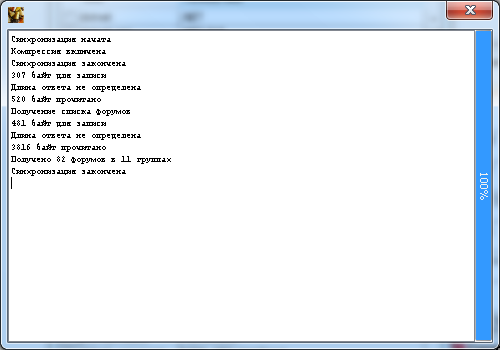 Синхронизация начата
Компрессия включена
Синхронизация закончена
307 байт для записи
Длина ответа не определена
520 байт прочитано
Получение списка форумов
481 байт для записи
Длина ответа не определена
3816 байт прочитано
Получено 82 форумов в 11 группах
Синхронизация закончена
100%